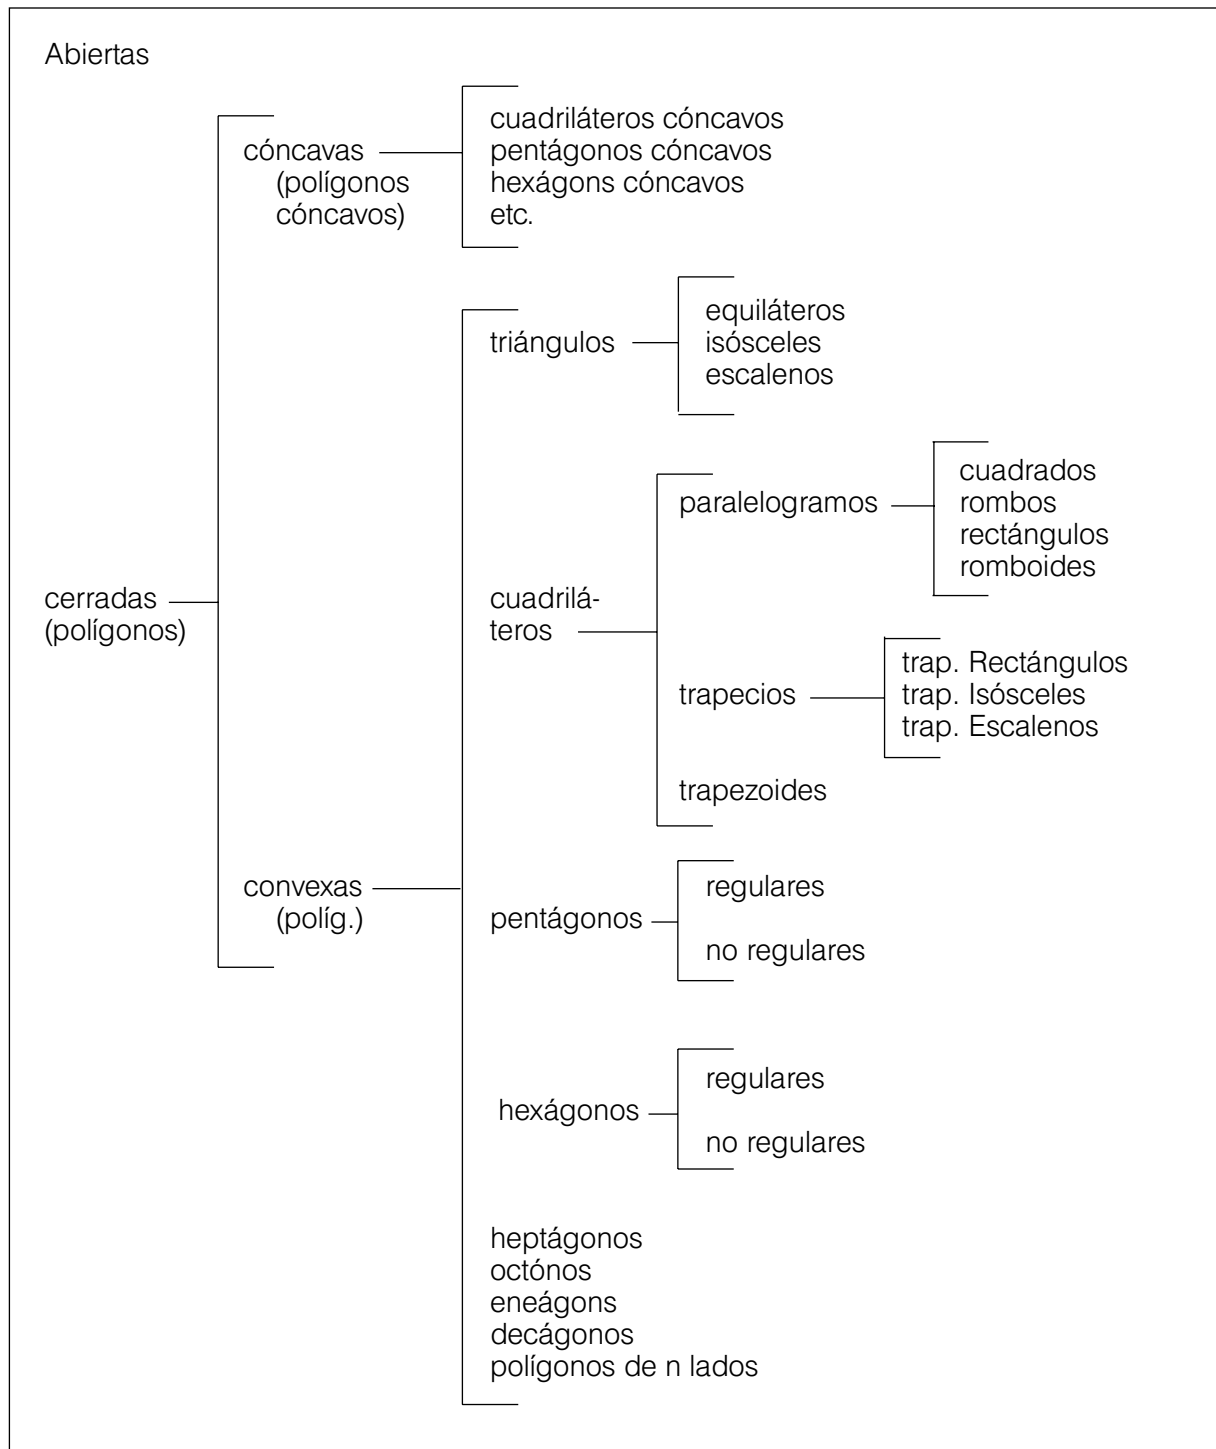 Abiertas
cóncavas
(polígonos
cóncavos)
cuadriláteros cóncavos
pentágonos cóncavos
hexágons cóncavos
etc.
triángulos
equiláteros
isósceles
escalenos
cerradas
(polígonos)
cuadrilá-
teros
paralelogramos
cuadrados
rombos
rectángulos
romboides
trapecios
trap. Rectángulos
trap. Isósceles
trap. Escalenos
trapezoides
convexas
(políg.)
pentágonos
regulares
no regulares
hexágonos
regulares
no regulares
heptágonos
octónos
eneágons
decágonos
polígonos de n lados